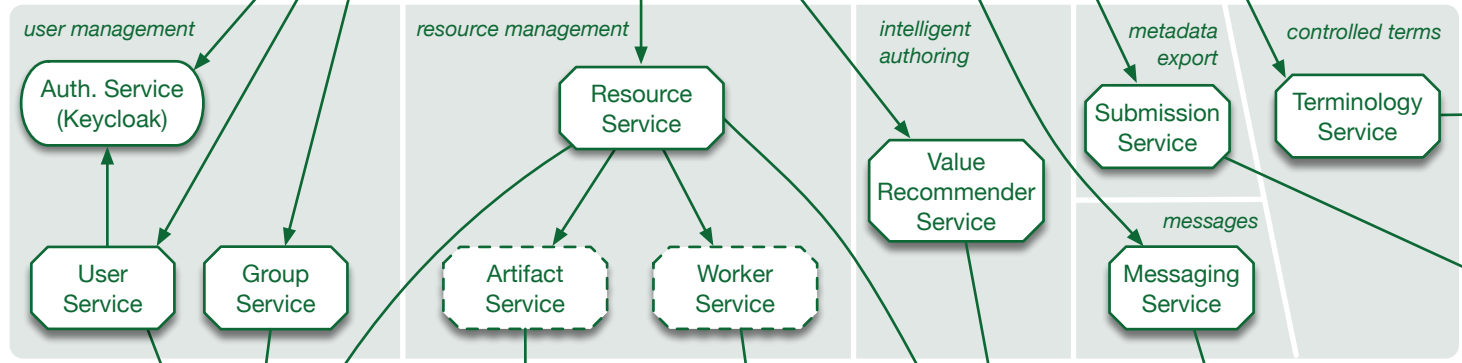 user management
Auth. Service
(Keycloak)
User
Service
Group
Service
resource management
Resource
Service
Artifact
Service
Worker
Service
intelligent
authoring
Value
Recommender
Service
metadata
export
Submission
Service
messages
Messaging
Service
controlled terms
Terminology
Service